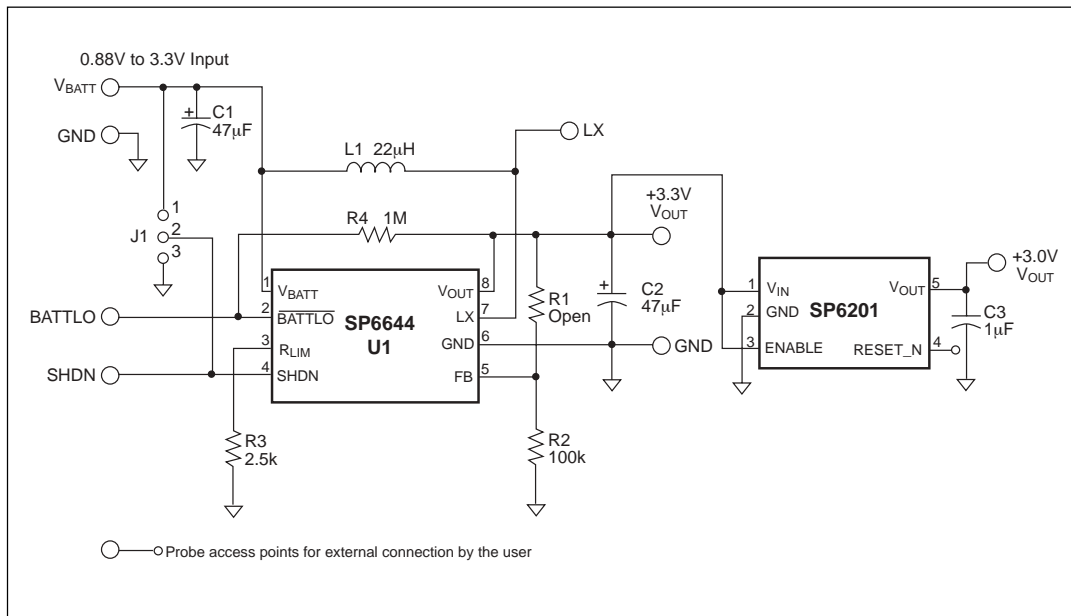 0.88V to 3.3V Input
VBATT
GND
C1
47μF
L1 22μH
LX
1
J1 2
3
R4 1M
+3.3V
VOUT
+3.0V
VOUT
BATTLO
SHDN
1 VBATT
2 BATTLO
3 RLIM
4 SHDN
SP6644
U1
VOUT 8
LX 7
GND 6
FB 5
R1
Open
C2
47μF
GND
R3
2.5k
R2
100k
1 VIN
2 GND
3 ENABLE
SP6201
VOUT 5
RESET_N 4
C3
1μF
Probe access points for external connection by the user